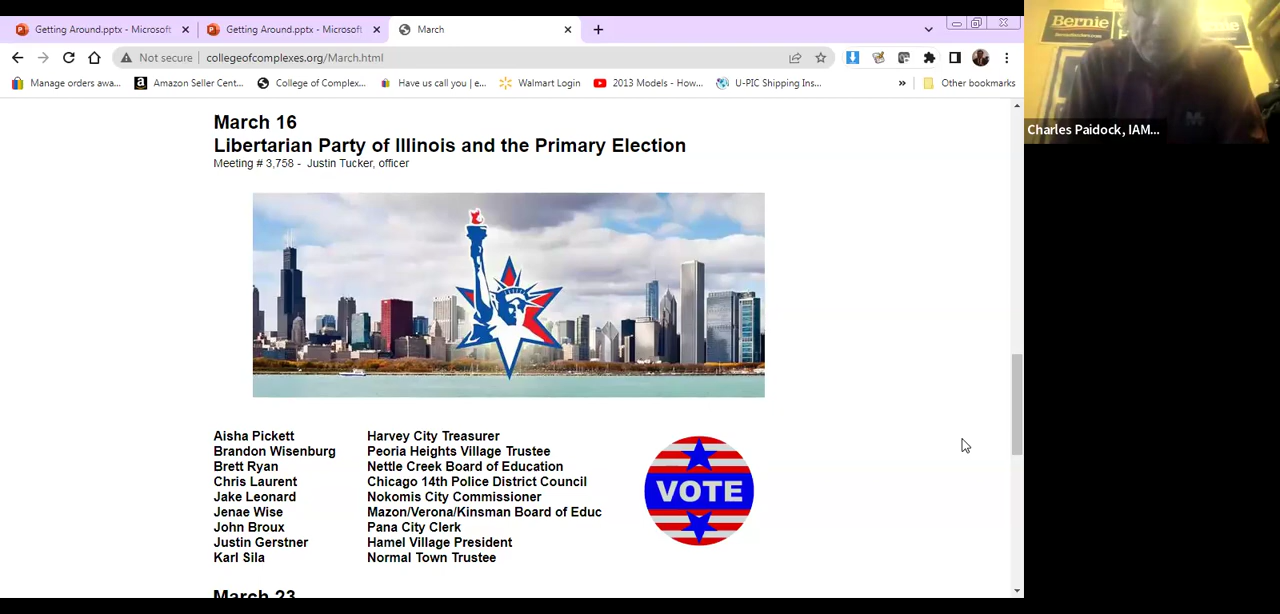 Getting Around.pptx - Microsoft
Getting Around.pptx - Microsoft
March
Not secure
collegeofcomplexes.org/March.html
Manage orders awa...
Amazon Seller Cent...
College of Complex...
Have us call you | e...
Walmart Login
2013 Models - How...
U-PIC Shipping Ins...
»
Other bookmarks
March 16
Libertarian Party of Illinois and the Primary Election
Meeting # 3,758 - Justin Tucker, officer
Aisha Pickett Harvey City Treasurer
Brandon Wisenburg Peoria Heights Village Trustee
Brett Ryan Nettle Creek Board of Education
Chris Laurent Chicago 14th Police District Council
Jake Leonard Nokomis City Commissioner
Jenae Wise Mazon/Verona/Kinsman Board of Educ
John Broux Pana City Clerk
Justin Gerstner Hamel Village President
Karl Sila Normal Town Trustee
VOTE
March 23
Bernie
Charles Paidock, IAM...